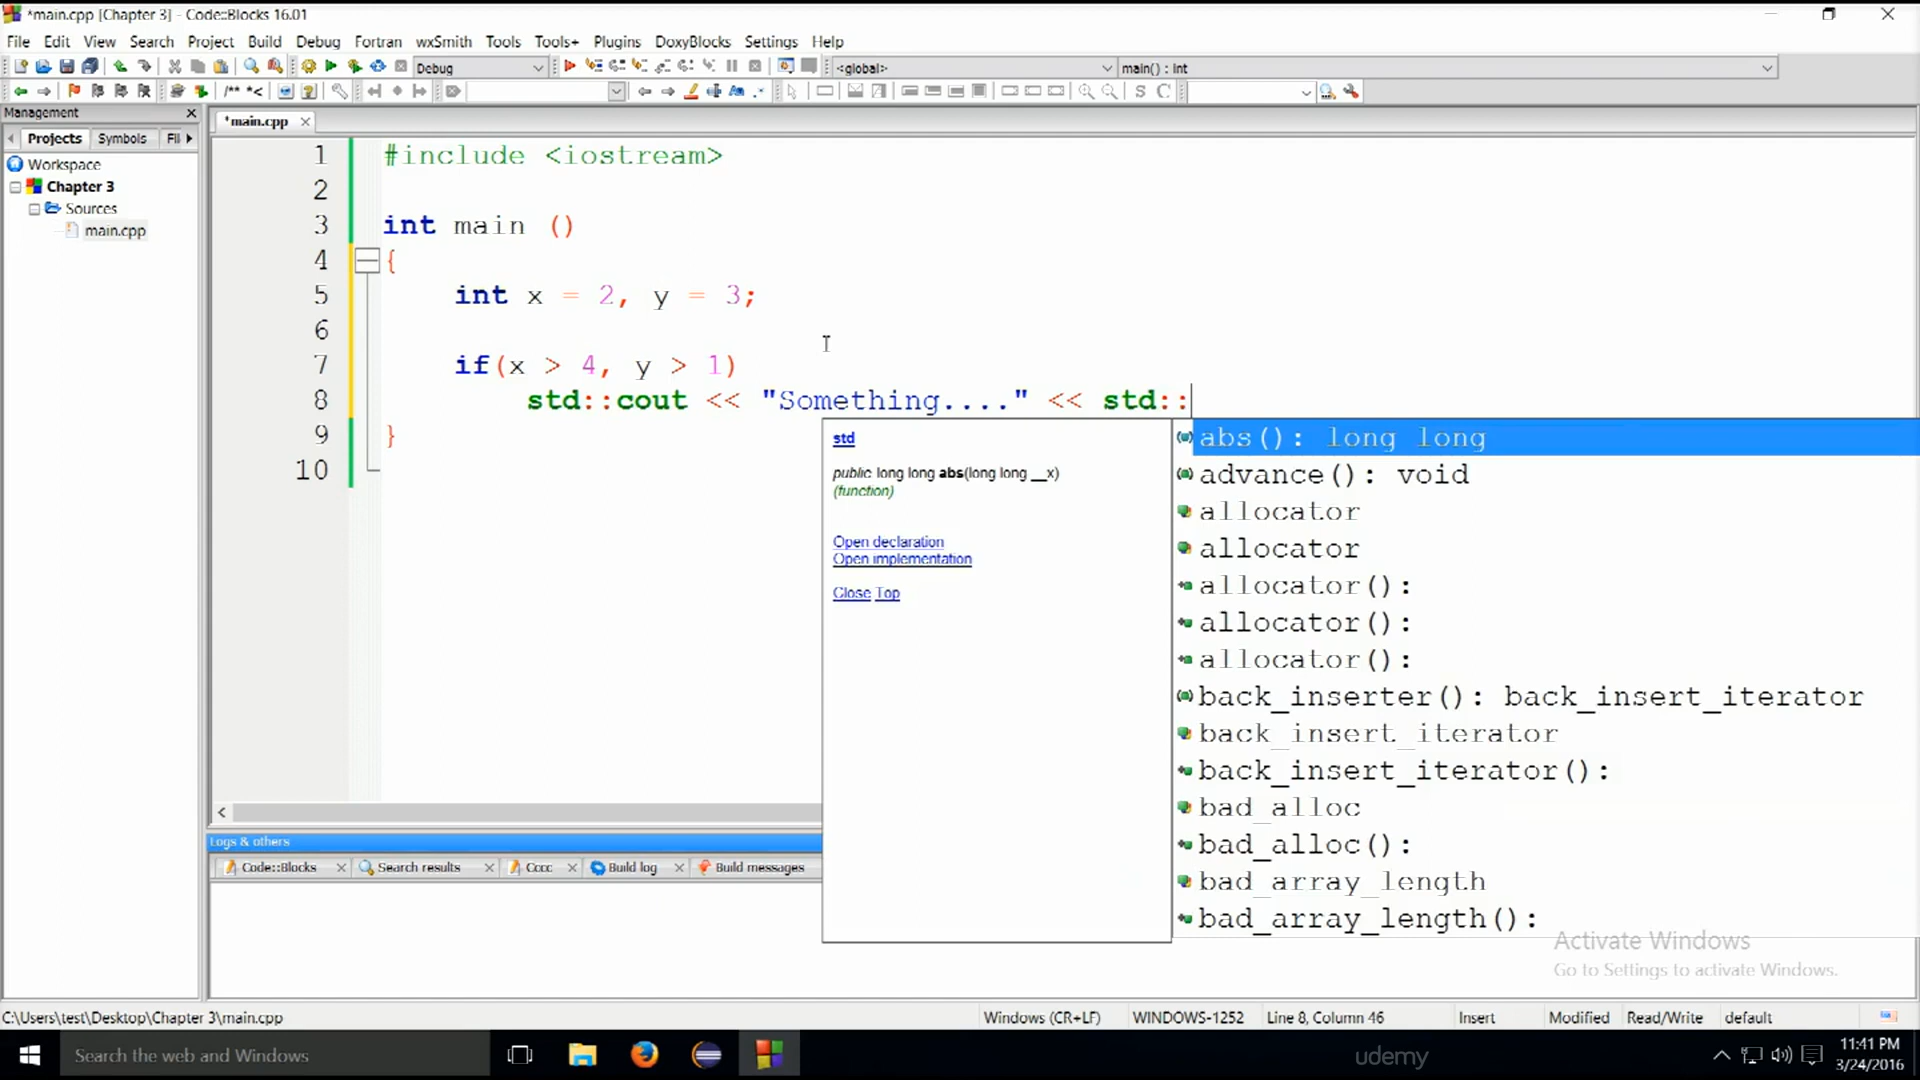 *main.cpp [Chapter 3] - Code::Blocks 16.01
File Edit View Search Project Build Debug Fortran wxSmith Tools Tools+ Plugins DoxyBlocks Settings Help
Debug <global> main() : int
/** *<
S C
Management
*main.cpp
Projects Symbols Fil
Workspace
Chapter 3
Sources
main.cpp
1 #include <iostream>
2
3 int main ()
4 {
5 int x = 2, y = 3;
6
7 if(x > 4, y > 1)
8 std::cout << "Something...." << std::
9 }
10
std
public long long abs(long long __x)
(function)
Open declaration
Open implementation
Close Top
abs(): long long
advance(): void
allocator
allocator
allocator():
allocator():
allocator():
back_inserter(): back_insert_iterator
back_insert_iterator
back_insert_iterator():
bad_alloc
bad_alloc():
bad_array_length
bad_array_length():
Logs & others
Code::Blocks Search results Cccc Build log Build messages
Activate Windows
Go to Settings to activate Windows.
C:\Users\test\Desktop\Chapter 3\main.cpp Windows (CR+LF) WINDOWS-1252 Line 8, Column 46 Insert Modified Read/Write default
Search the web and Windows
udemy
11:41 PM
3/24/2016